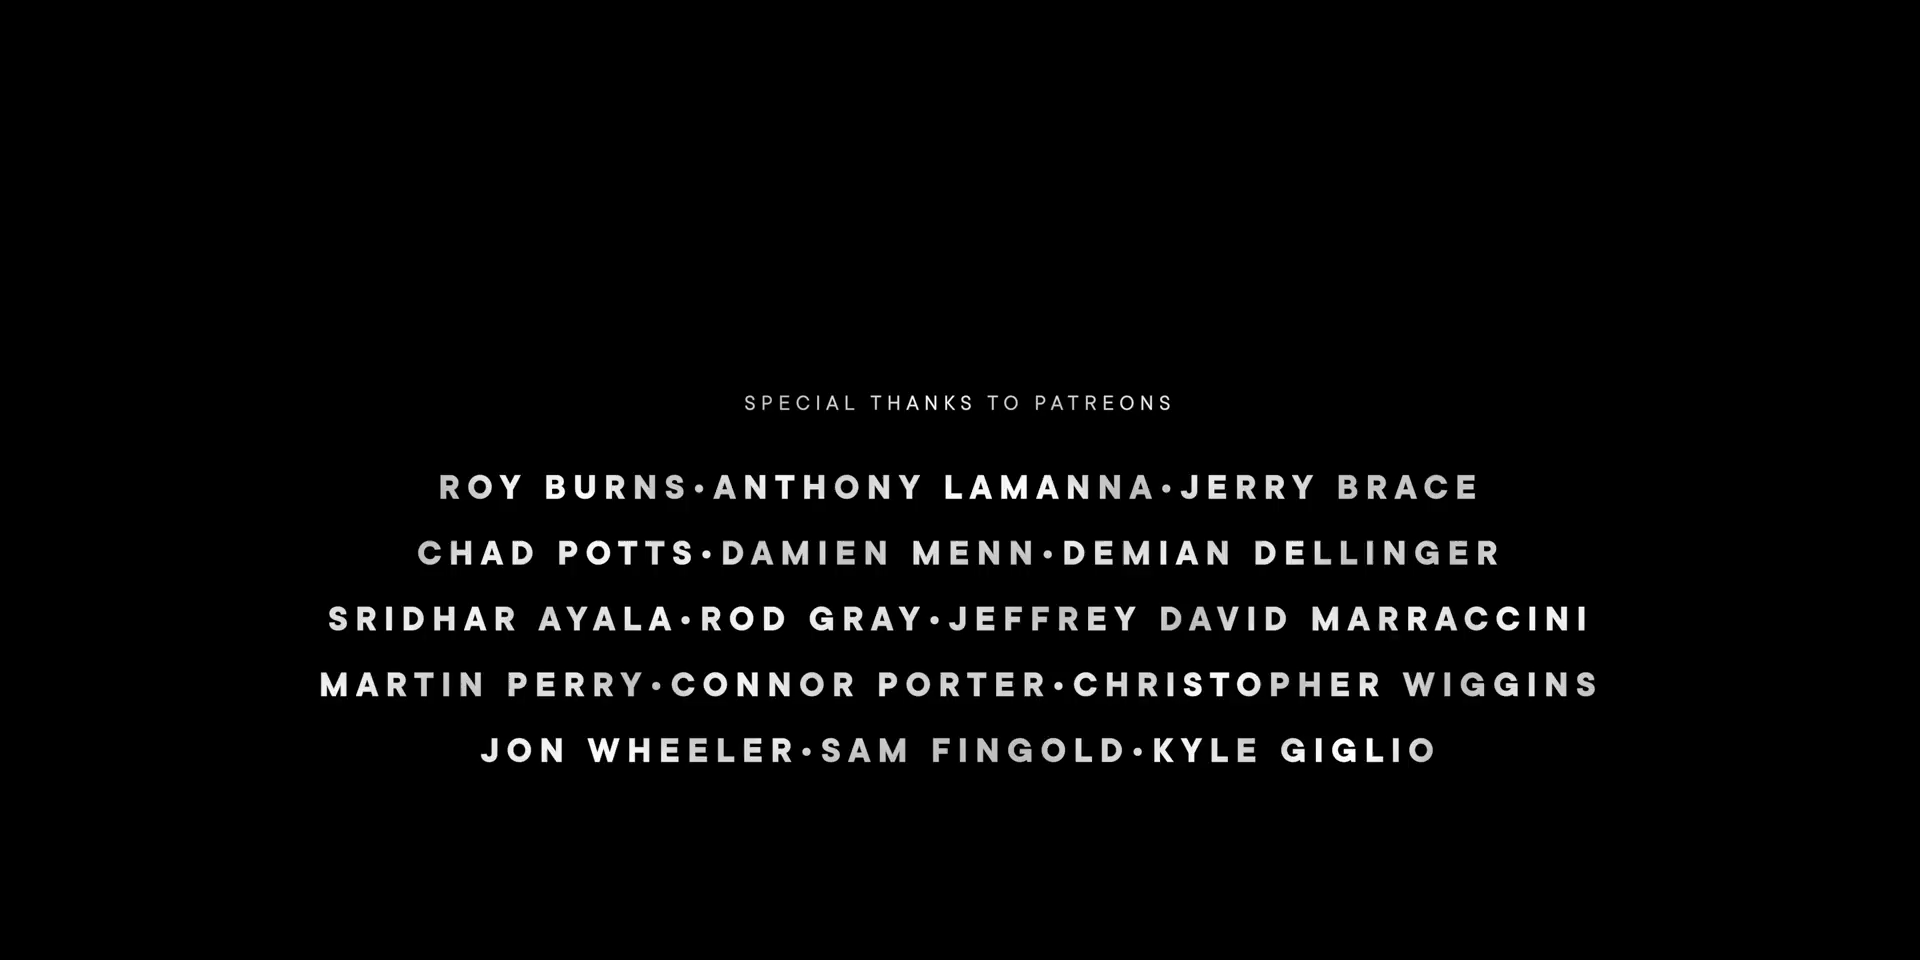 SPECIAL THANKS TO PATREONS
ROY BURNS•ANTHONY LAMANNA•JERRY BRACE
CHAD POTTS•DAMIEN MENN•DEMIAN DELLINGER
SRIDHAR AYALA•ROD GRAY•JEFFREY DAVID MARRACCINI
MARTIN PERRY•CONNOR PORTER•CHRISTOPHER WIGGINS
JON WHEELER•SAM FINGOLD•KYLE GIGLIO